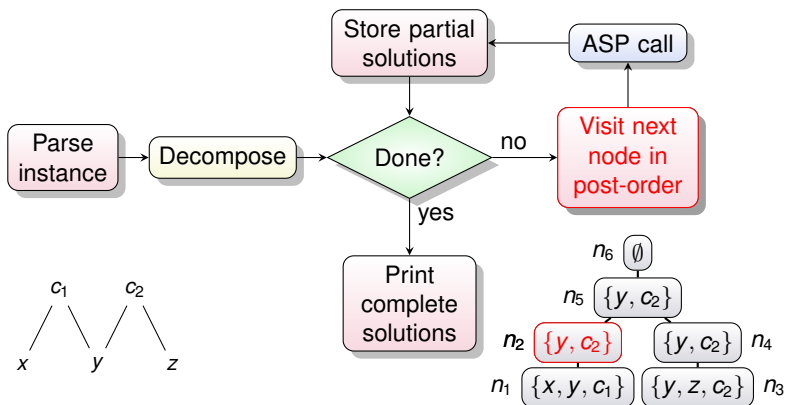 Store partial
solutions
ASP call
Parse
instance
Decompose
Done?
no
Visit next
node in
post-order
yes
Print
complete
solutions
c₁ c₂
x y z
n₆ ∅
n₅ {y, c₂}
n₂ {y, c₂} {y, c₂} n₄
n₁ {x, y, c₁} {y, z, c₂} n₃